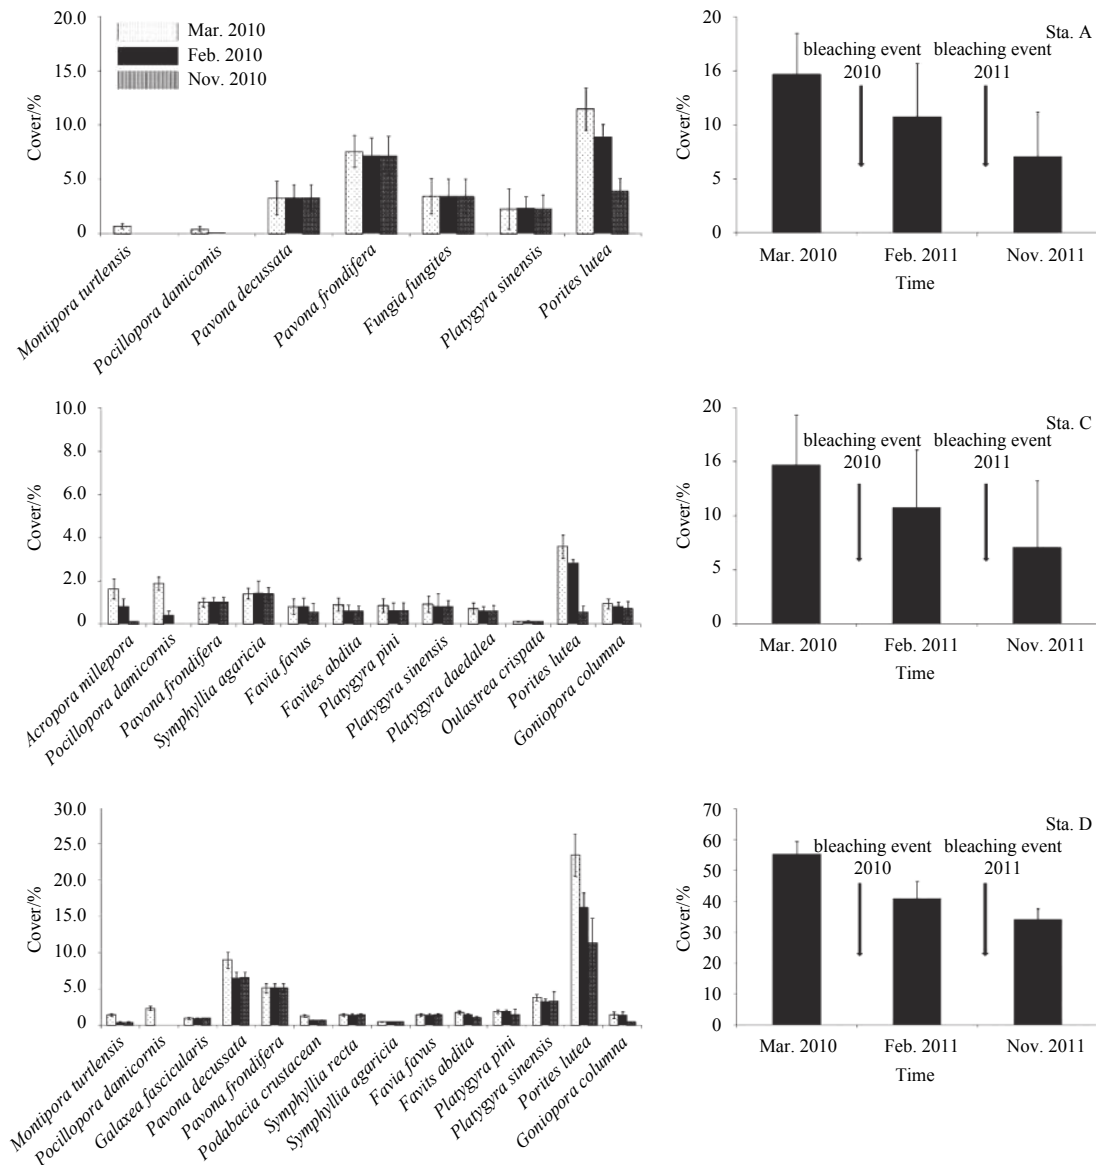 20.0
15.0
10.0
5.0
0
Cover/%
Mar. 2010
Feb. 2010
Nov. 2010
Montipora turtlensis
Pocillopora damicomis
Pavona decussata
Pavona frondifera
Fungia fungites
Platygyra sinensis
Porites lutea
20
16
10
5
0
Cover/%
Sta. A
bleaching event
2010
bleaching event
2011
Mar. 2010
Feb. 2011
Nov. 2011
Time
10.0
8.0
6.0
4.0
2.0
0
Cover/%
Acropora millepora
Pocillopora damicornis
Pavona frondifera
Symphyllia agaricia
Favia favus
Favites abdita
Platygyra pini
Platygyra sinensis
Platygyra daedalea
Oulastrea crispata
Porites lutea
Goniopora columna
20
16
10
5
0
Cover/%
Sta. C
bleaching event
2010
bleaching event
2011
Mar. 2010
Feb. 2011
Nov. 2011
Time
30.0
25.0
20.0
15.0
10.0
5.0
0
Cover/%
Montipora turtlensis
Pocillopora damicornis
Galaxea fascicularis
Pavona decussata
Pavona frondifera
Podabacia crustacean
Symphyllia recta
Symphyllia agaricia
Favia favus
Favits abdita
Platygyra pini
Platygyra sinensis
Porites lutea
Goniopora columna
70
60
50
40
30
20
10
0
Cover/%
Sta. D
bleaching event
2010
bleaching event
2011
Mar. 2010
Feb. 2011
Nov. 2011
Time